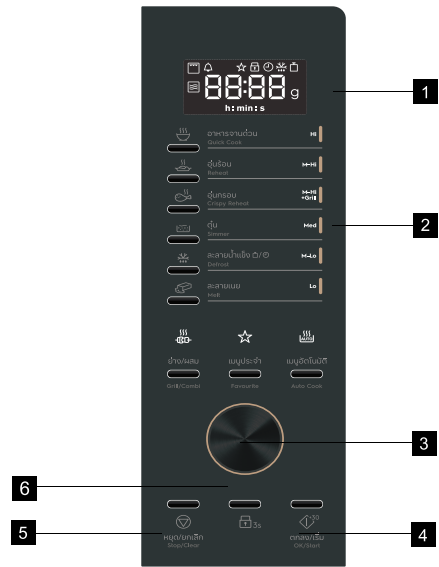 88:88 g
h: min: s
1
อาหารจานด่วน HI
Quick Cook
อุ่นร้อน M-HI
Reheat
อุ่นกรอบ M-HI
Crispy Reheat +Grill
ตุ๋น Med
Simmer
2
ละลายน้ำแข็ง / M-Lo
Defrost
ละลายเนย Lo
Melt
AUTO
ย่าง/ผสม เมนูประจำ เมนูอัตโนมัติ
Grill/Combi Favourite Auto Cook
3
6
5
3s
30
4
หยุด/ยกเลิก ตกลง/เริ่ม
Stop/Clear OK/Start